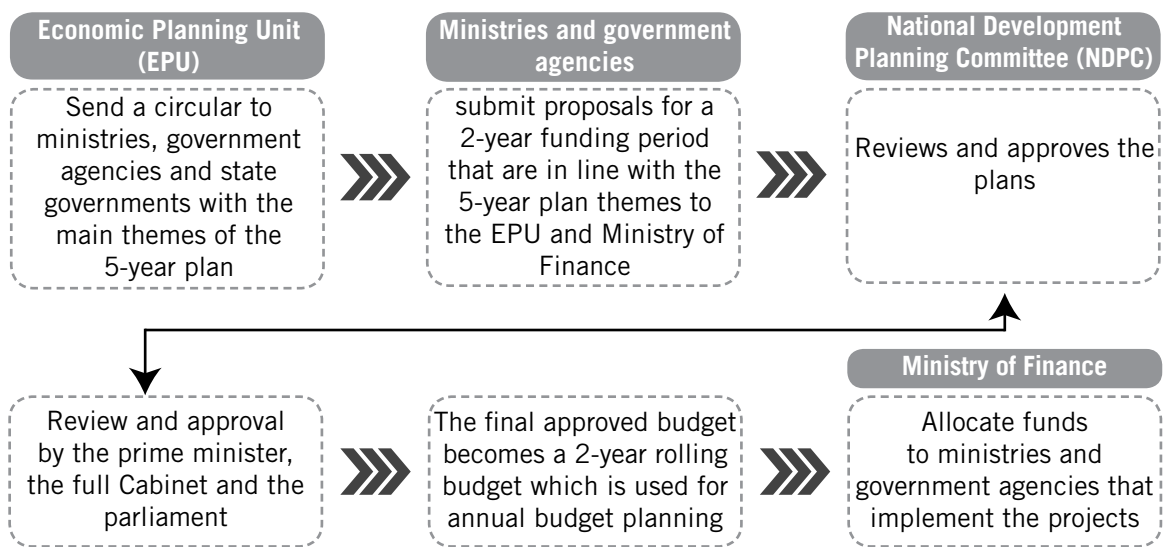 Economic Planning Unit
(EPU)
Send a circular to
ministries, government
agencies and state
governments with the
main themes of the
5-year plan
Ministries and government
agencies
submit proposals for a
2-year funding period
that are in line with the
5-year plan themes to
the EPU and Ministry of
Finance
National Development
Planning Committee (NDPC)
Reviews and approves the
plans
Review and approval
by the prime minister,
the full Cabinet and the
parliament
The final approved budget
becomes a 2-year rolling
budget which is used for
annual budget planning
Ministry of Finance
Allocate funds
to ministries and
government agencies that
implement the projects